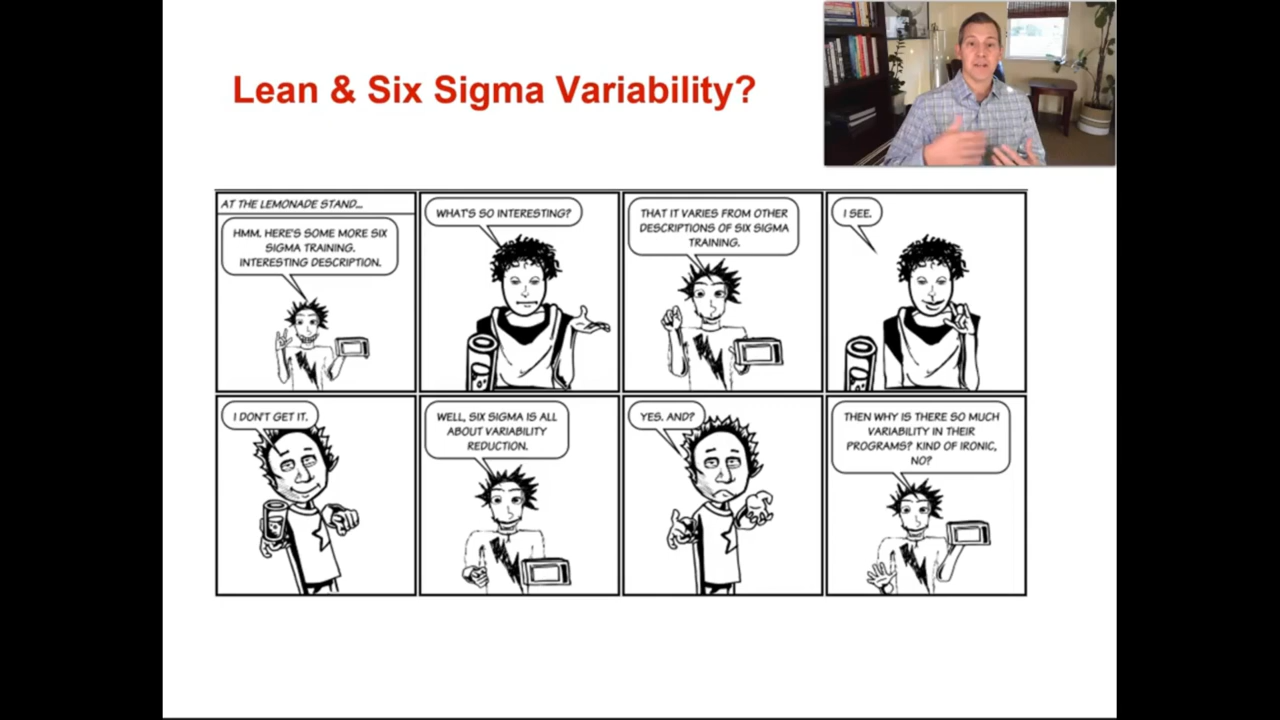 Lean & Six Sigma Variability?
AT THE LEMONADE STAND...
HMM. HERE'S SOME MORE SIX
SIGMA TRAINING.
INTERESTING DESCRIPTION.
WHAT'S SO INTERESTING?
THAT IT VARIES FROM OTHER
DESCRIPTIONS OF SIX SIGMA
TRAINING.
I SEE.
I DON'T GET IT.
WELL, SIX SIGMA IS ALL
ABOUT VARIABILITY
REDUCTION.
YES. AND?
THEN WHY IS THERE SO MUCH
VARIABILITY IN THEIR
PROGRAMS? KIND OF IRONIC,
NO?